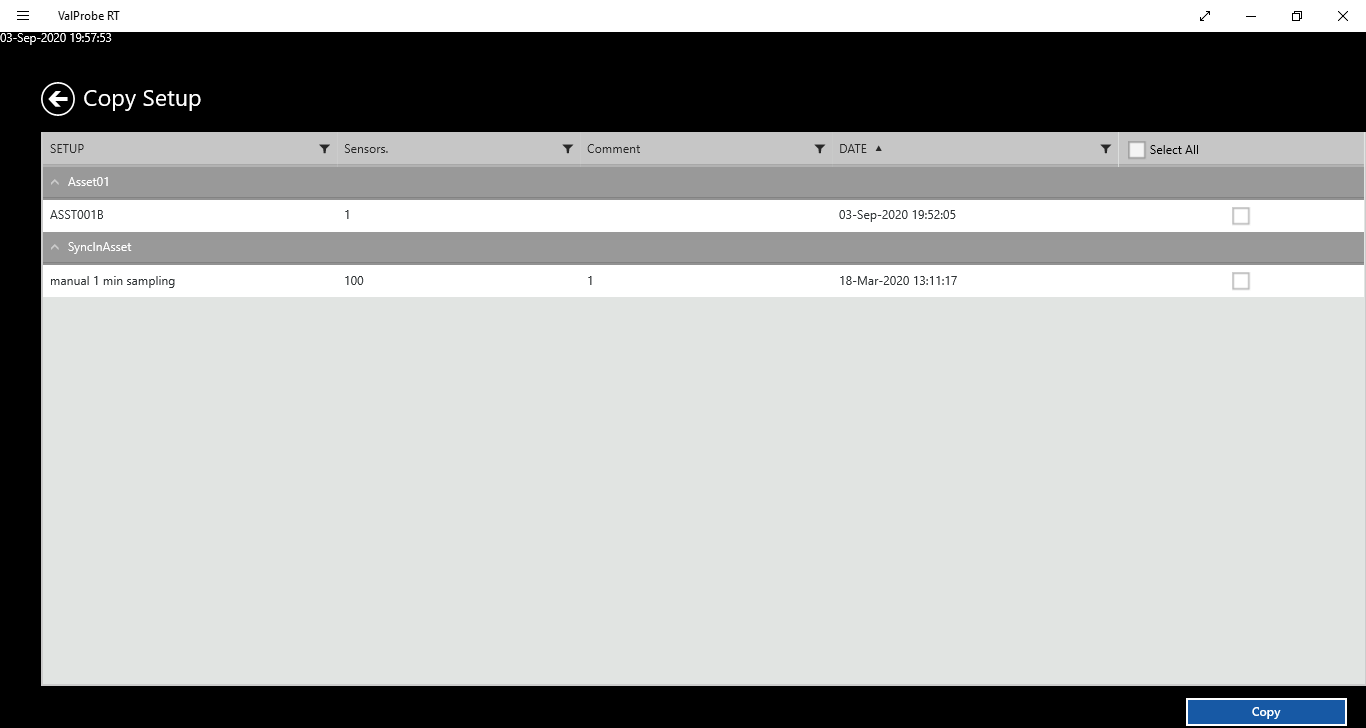 ValProbe RT
03-Sep-2020 19:57:53
Copy Setup
SETUP Sensors. Comment DATE Select All
Asset01
ASST001B 1 03-Sep-2020 19:52:05
SyncInAsset
manual 1 min sampling 100 1 18-Mar-2020 13:11:17
Copy